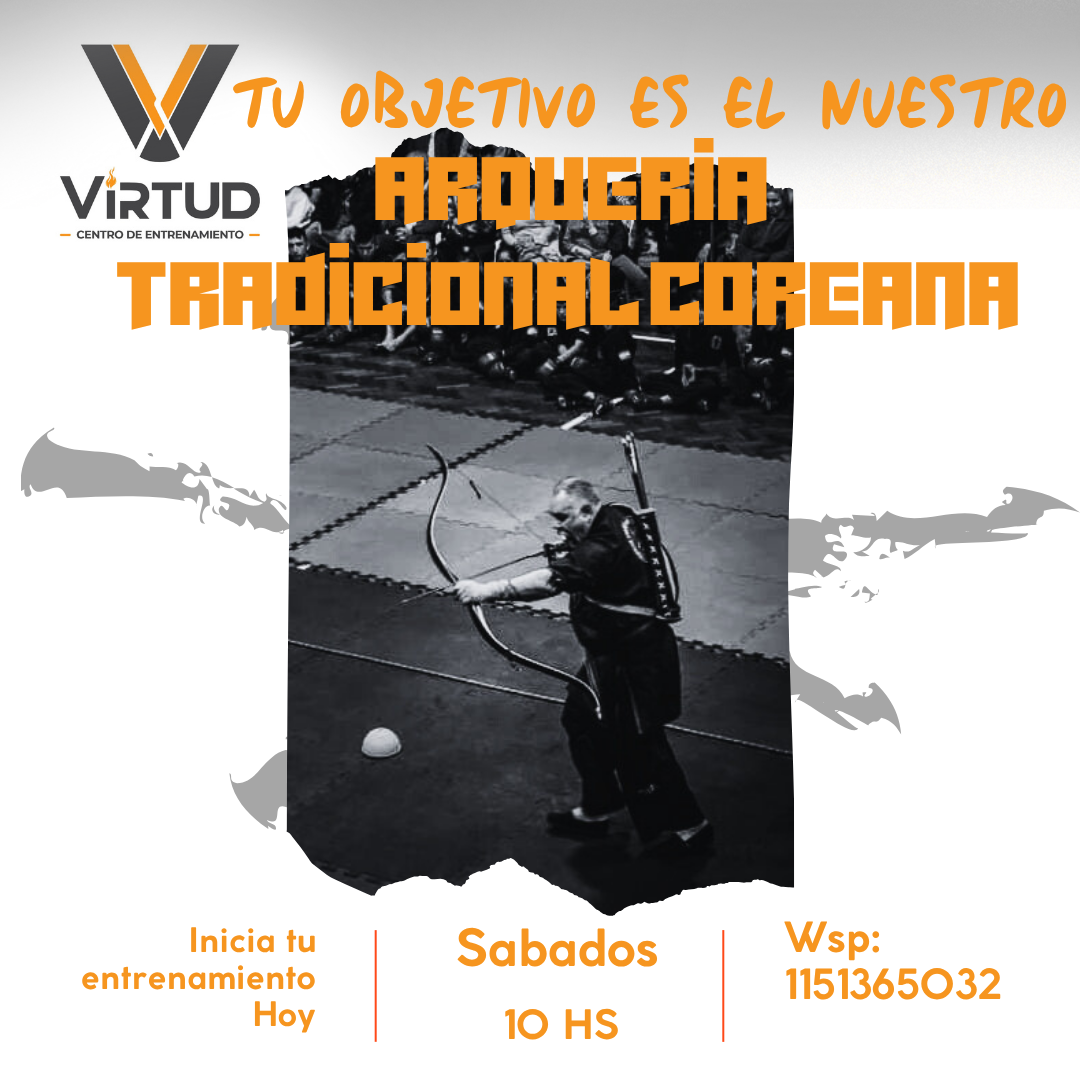 TU OBJETIVO ES EL NUESTRO
VIRTUD
CENTRO DE ENTRENAMIENTO
ARQUERIA
TRADICIONAL COREANA
Inicia tu
entrenamiento
Hoy
Sabados
10 HS
Wsp:
1151365032